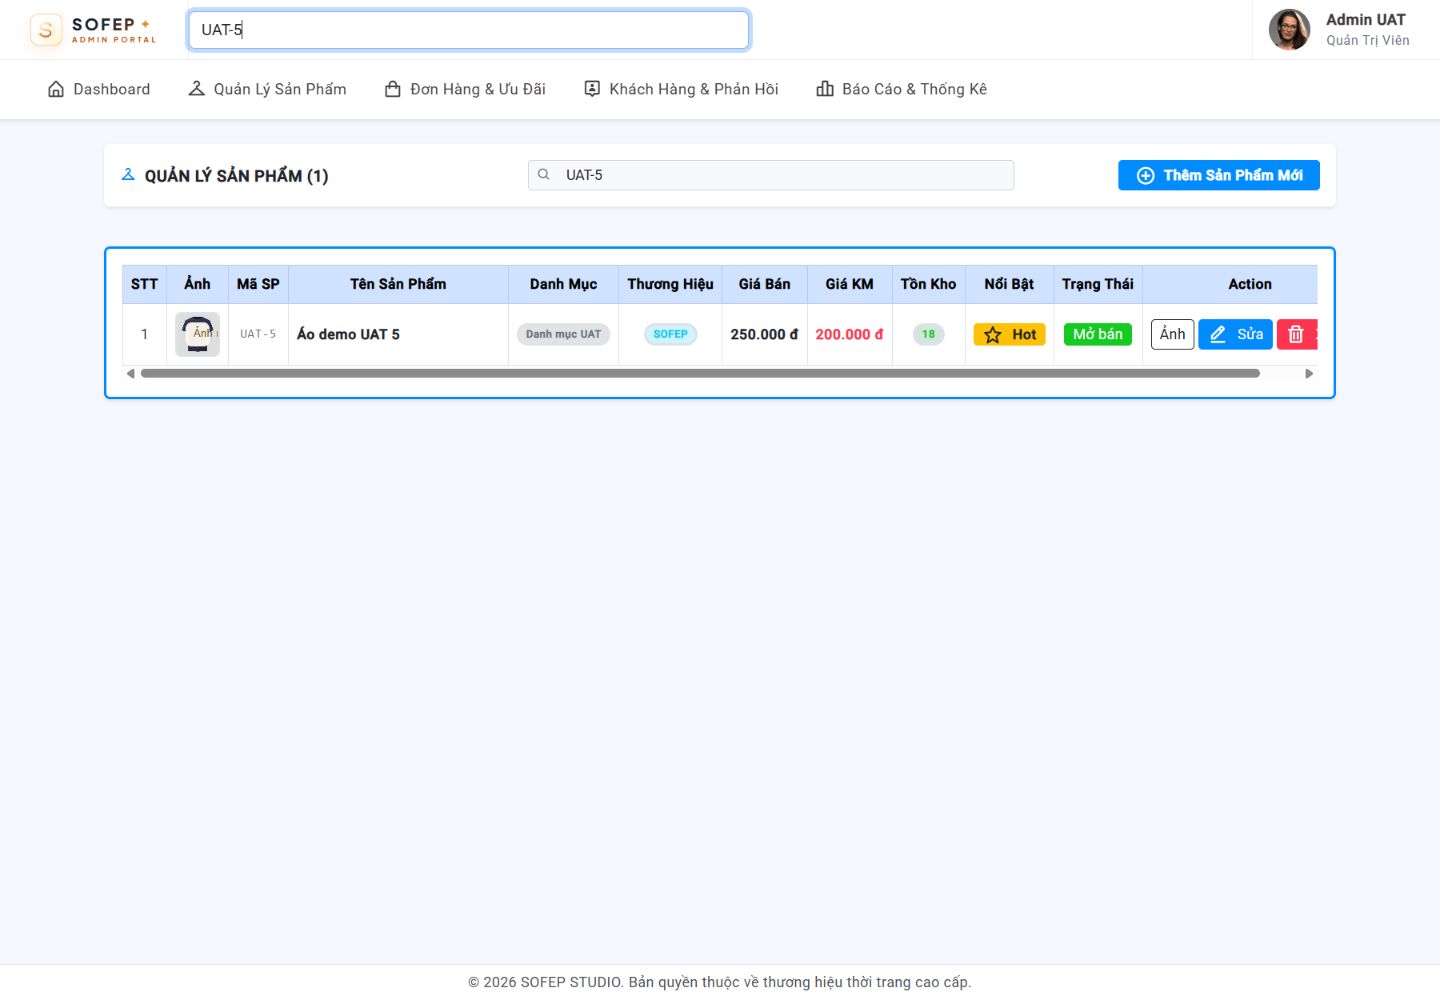 SOFEP
ADMIN PORTAL
UAT-5
Admin UAT
Quản Trị Viên
Dashboard
Quản Lý Sản Phẩm
Đơn Hàng & Ưu Đãi
Khách Hàng & Phản Hồi
Báo Cáo & Thống Kê
QUẢN LÝ SẢN PHẨM (1)
UAT-5
Thêm Sản Phẩm Mới
STT Ảnh Mã SP Tên Sản Phẩm Danh Mục Thương Hiệu Giá Bán Giá KM Tồn Kho Nổi Bật Trạng Thái Action
1 Ảnh UAT-5 Áo demo UAT 5 Danh mục UAT SOFEP 250.000 đ 200.000 đ 18 Hot Mở bán Ảnh Sửa
© 2026 SOFEP STUDIO. Bản quyền thuộc về thương hiệu thời trang cao cấp.